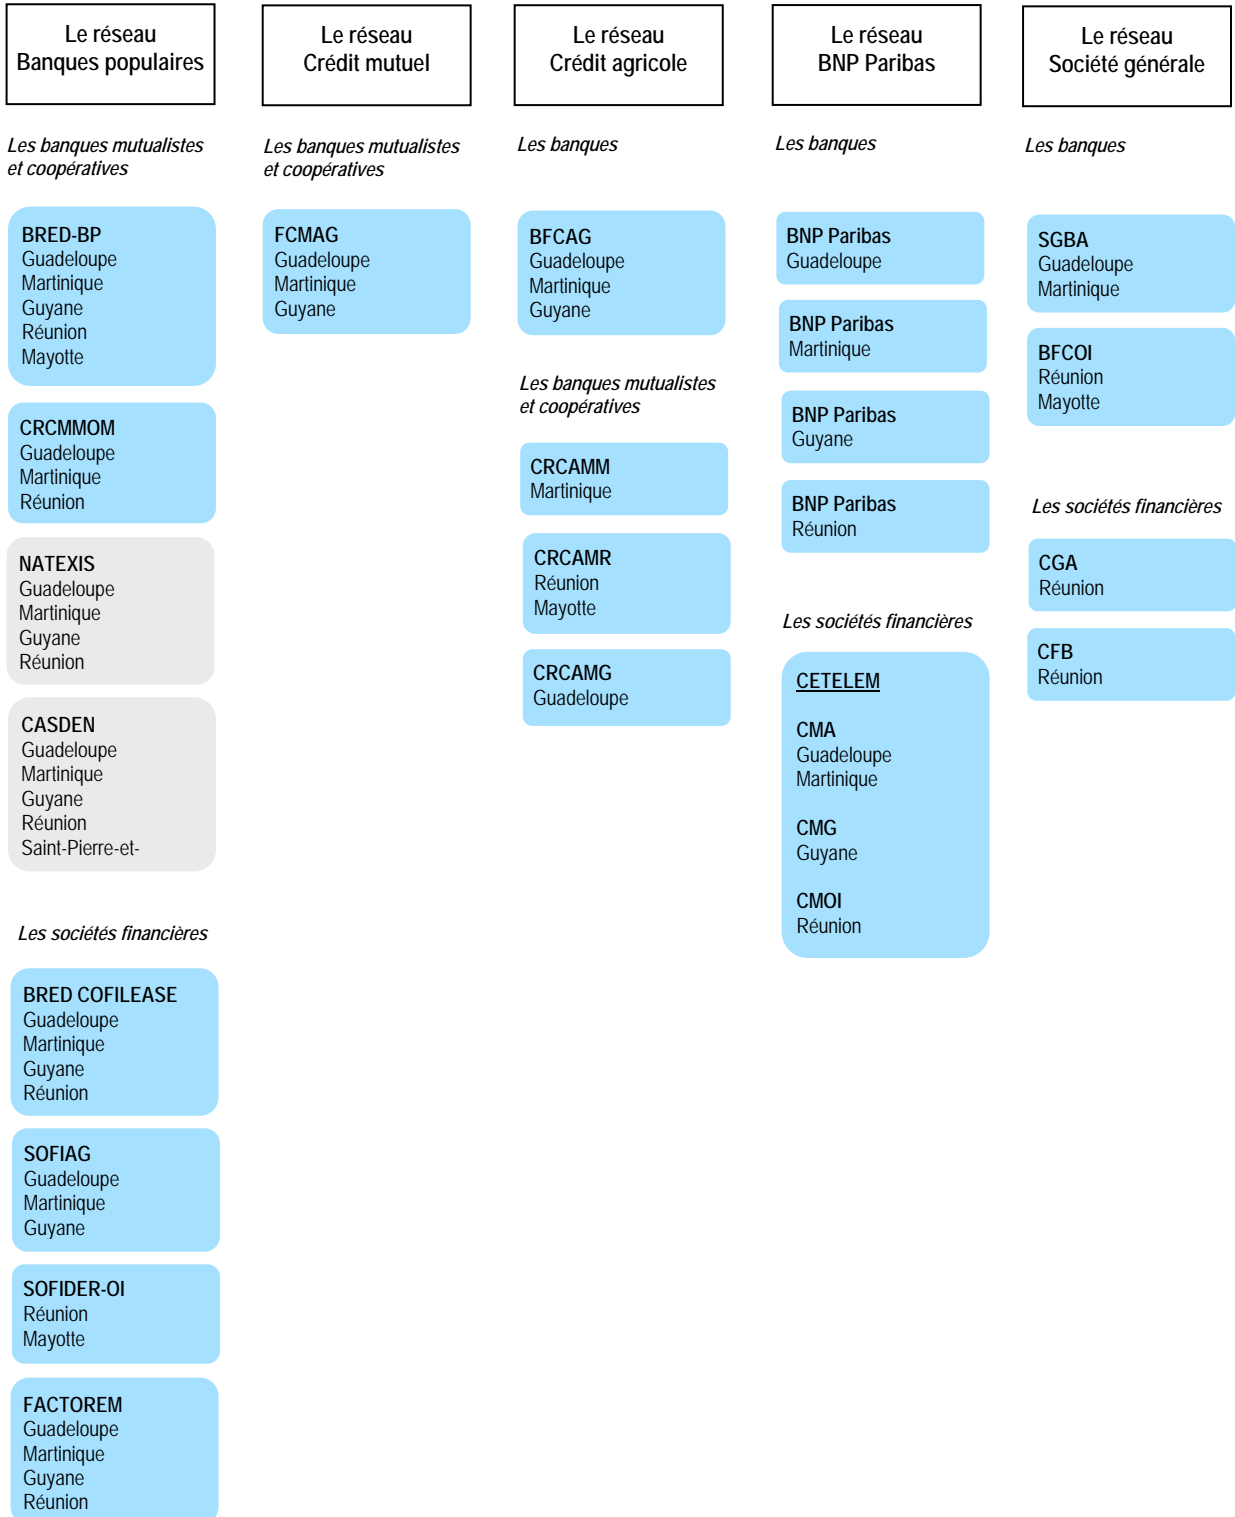 Le réseau
Banques populaires
Les banques mutualistes
et coopératives
BRED-BP
Guadeloupe
Martinique
Guyane
Réunion
Mayotte
CRCMMOM
Guadeloupe
Martinique
Réunion
NATEXIS
Guadeloupe
Martinique
Guyane
Réunion
CASDEN
Guadeloupe
Martinique
Guyane
Réunion
Saint-Pierre-et-
Les sociétés financières
BRED COFILEASE
Guadeloupe
Martinique
Guyane
Réunion
SOFIAG
Guadeloupe
Martinique
Guyane
SOFIDER-OI
Réunion
Mayotte
FACTOREM
Guadeloupe
Martinique
Guyane
Réunion
Le réseau
Crédit mutuel
Les banques mutualistes
et coopératives
FCMAG
Guadeloupe
Martinique
Guyane
Le réseau
Crédit agricole
Les banques
BFCAG
Guadeloupe
Martinique
Guyane
Les banques mutualistes
et coopératives
CRCAMM
Martinique
CRCAMR
Réunion
Mayotte
CRCAMG
Guadeloupe
Le réseau
BNP Paribas
Les banques
BNP Paribas
Guadeloupe
BNP Paribas
Martinique
BNP Paribas
Guyane
BNP Paribas
Réunion
Les sociétés financières
CETELEM
CMA
Guadeloupe
Martinique
CMG
Guyane
CMOI
Réunion
Le réseau
Société générale
Les banques
SGBA
Guadeloupe
Martinique
BFCOI
Réunion
Mayotte
Les sociétés financières
CGA
Réunion
CFB
Réunion